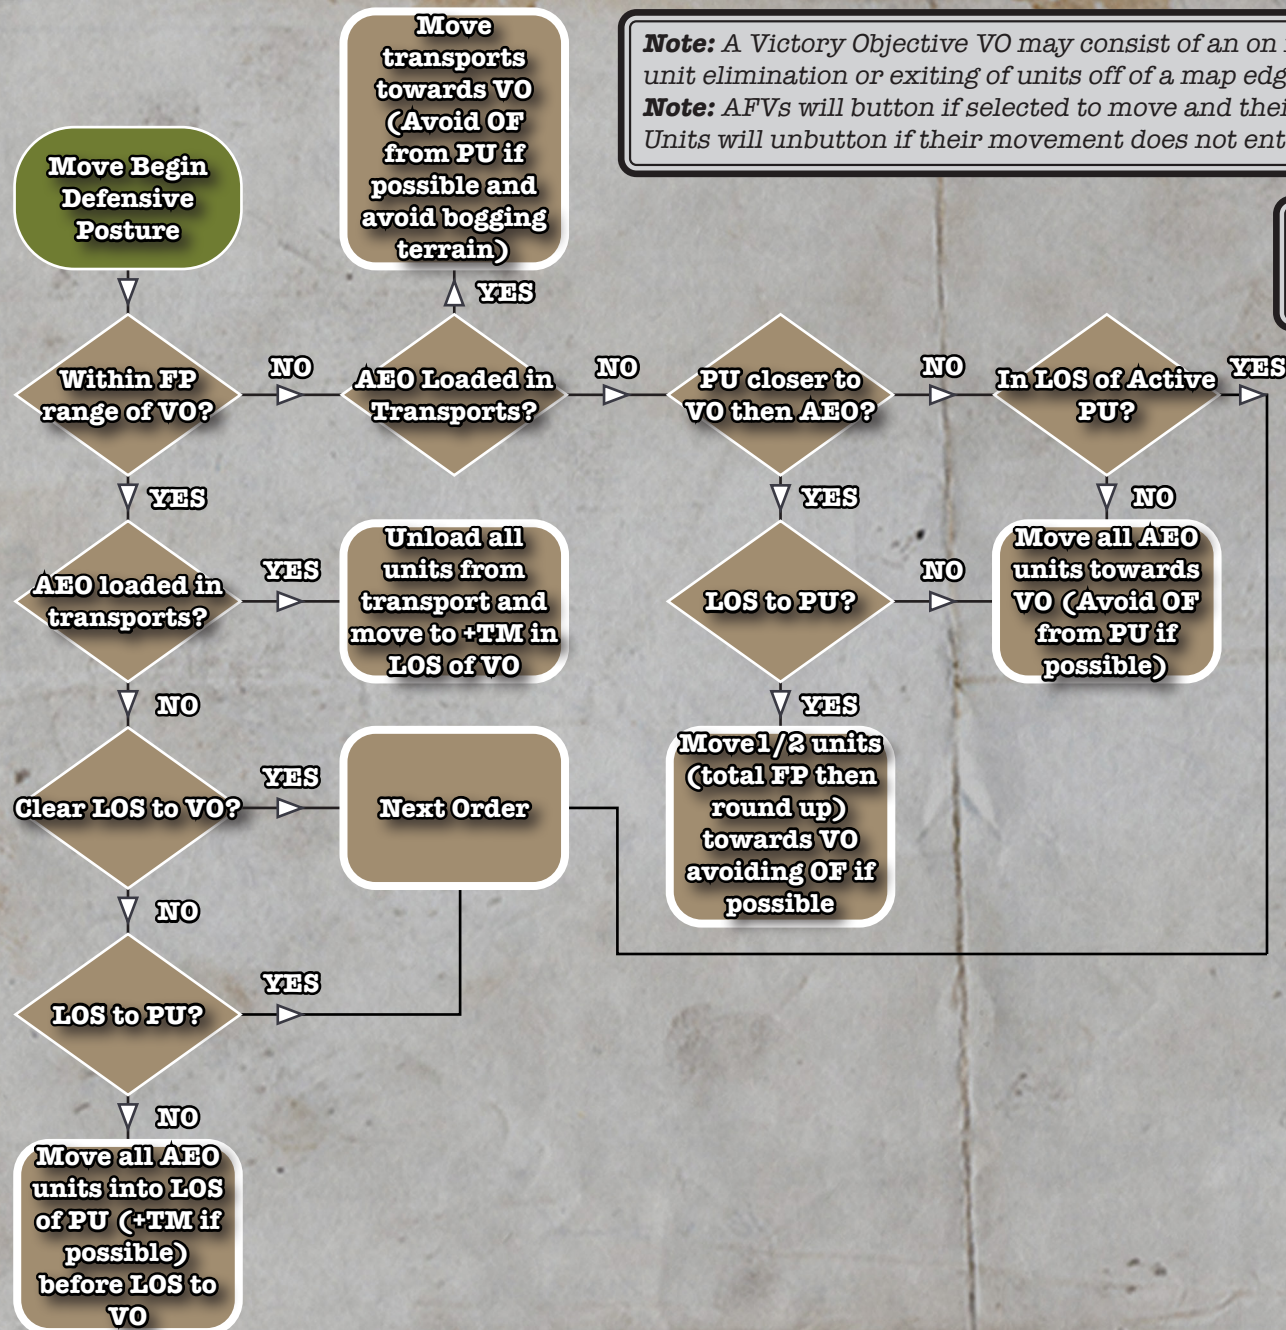 Move
transports
towards VO
(Avoid OF
from PU if
possible and
avoid bogging
terrain)
Note: A Victory Objective VO may consist of an on
unit elimination or exiting of units off of a map edg
Note: AFVs will button if selected to move and thei
Units will unbutton if their movement does not ent
Move Begin
Defensive
Posture
YES
Within FP
range of VO?
NO
AEO Loaded in
Transports?
NO
PU closer to
VO then AEO?
NO
In LOS of Active
PU?
YES
YES
YES
NO
AEO loaded in
transports?
YES
Unload all
units from
transport and
move to +TM in
LOS of VO
LOS to PU?
NO
Move all AEO
units towards
VO (Avoid OF
from PU if
possible)
NO
YES
Clear LOS to VO?
YES
Next Order
Move1/2 units
(total FP then
round up)
towards VO
avoiding OF if
possible
NO
LOS to PU?
YES
NO
Move all AEO
units into LOS
of PU (+TM if
possible)
before LOS to
VO